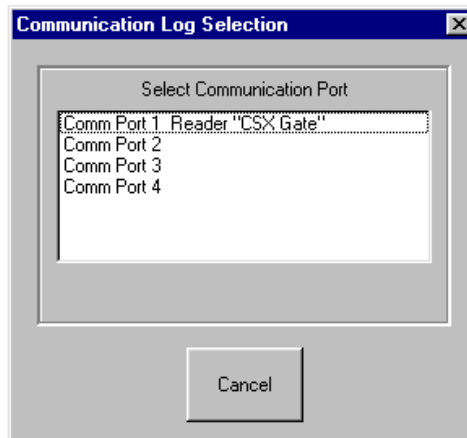 Communication Log Selection
Select Communication Port
Comm Port 1  Reader "CSX Gate"
Comm Port 2
Comm Port 3
Comm Port 4
Cancel